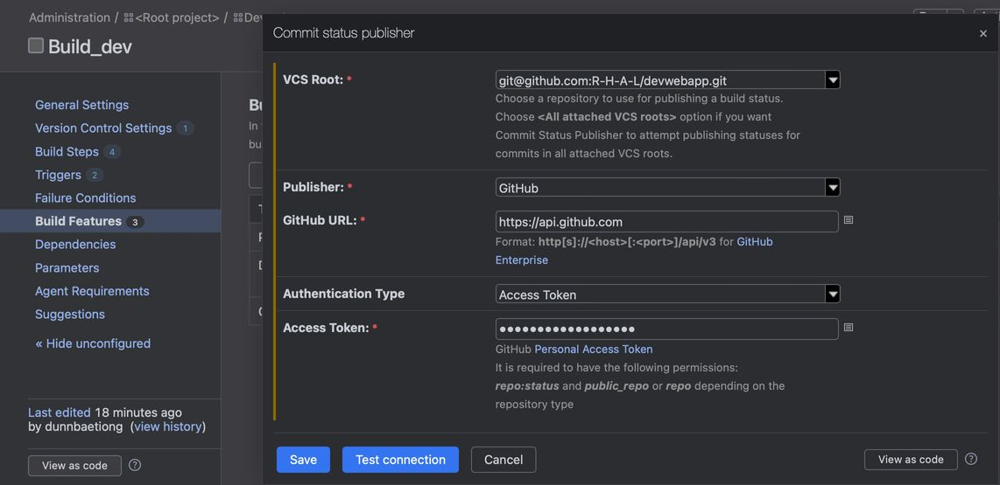 Administration / <Root project> / Dev
Build_dev
Commit status publisher
×
General Settings
Version Control Settings 1
Build Steps 4
Triggers 2
Failure Conditions
Build Features 3
Dependencies
Parameters
Agent Requirements
Suggestions
« Hide unconfigured
Last edited 18 minutes ago
by dunnbaetiong (view history)
View as code ?
In
bu
VCS Root: *
git@github.com:R-H-A-L/devwebapp.git
Choose a repository to use for publishing a build status.
Choose <All attached VCS roots> option if you want
Commit Status Publisher to attempt publishing statuses for
commits in all attached VCS roots.
Publisher: *
GitHub
GitHub URL: *
https://api.github.com
Format: http[s]://<host>[:<port>]/api/v3 for GitHub
Enterprise
Authentication Type
Access Token
Access Token: *
••••••••••••••••••
GitHub Personal Access Token
It is required to have the following permissions:
repo:status and public_repo or repo depending on the
repository type
Save
Test connection
Cancel
View as code ?